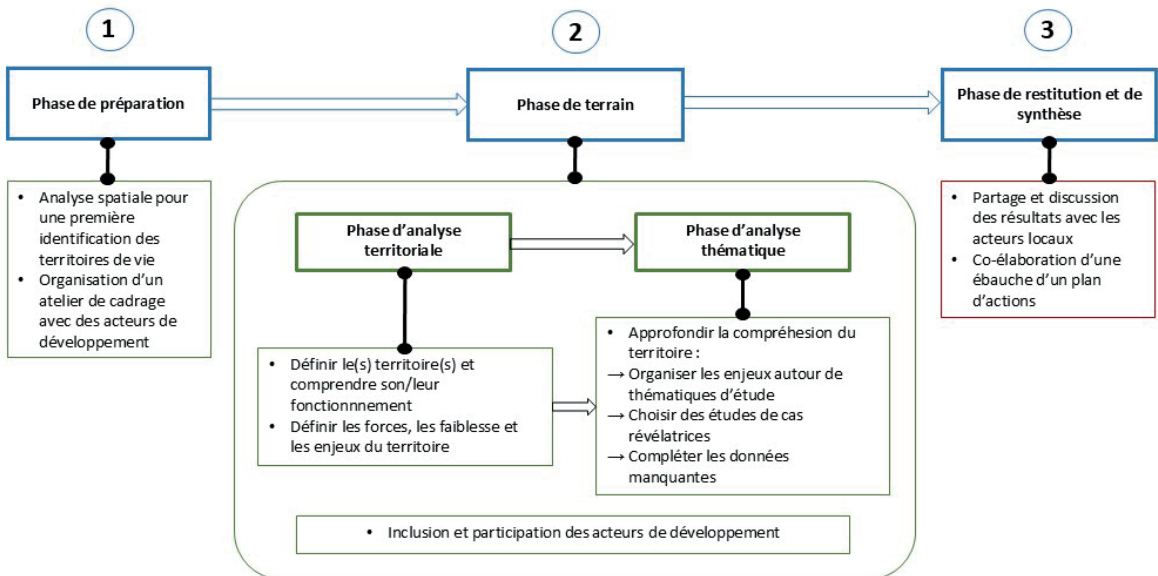 1
2
3
Phase de préparation
Phase de terrain
Phase de restitution et de
synthèse
• Analyse spatiale pour
une première
identification des
territoires de vie
• Organisation d'un
atelier de cadrage
avec des acteurs de
développement
Phase d'analyse
territoriale
Phase d'analyse
thématique
• Définir le(s) territoire(s) et
comprendre son/leur
fonctionnnement
• Définir les forces, les faiblesse et
les enjeux du territoire
• Approfondir la compréhesion du
territoire :
→ Organiser les enjeux autour de
thématiques d'étude
→ Choisir des études de cas
révélatrices
→ Compléter les données
manquantes
• Inclusion et participation des acteurs de développement
• Partage et discussion
des résultats avec les
acteurs locaux
• Co-élaboration d'une
ébauche d'un plan
d'actions